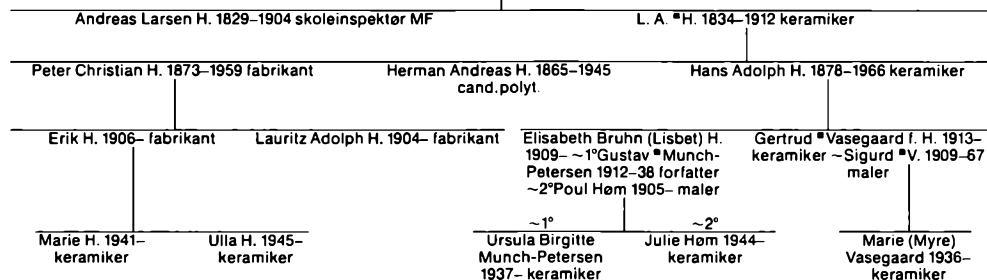 Andreas Larsen H. 1829–1904 skoleinspektør MF
L. A. ■H. 1834–1912 keramiker
Peter Christian H. 1873–1959 fabrikant
Herman Andreas H. 1865–1945
cand.polyt.
Hans Adolph H. 1878–1966 keramiker
Erik H. 1906– fabrikant
Lauritz Adolph H. 1904– fabrikant
Elisabeth Bruhn (Lisbet) H.
1909– ~1°Gustav ■Munch-
Petersen 1912–38 forfatter
~2°Poul Høm 1905– maler
Gertrud ■Vasegaard f. H. 1913–
keramiker ~Sigurd ■V. 1909–67
maler
Marie H. 1941–
keramiker
Ulla H. 1945–
keramiker
~1°
Ursula Birgitte
Munch-Petersen
1937– keramiker
~2°
Julie Høm 1944–
keramiker
Marie (Myre)
Vasegaard 1936–
keramiker